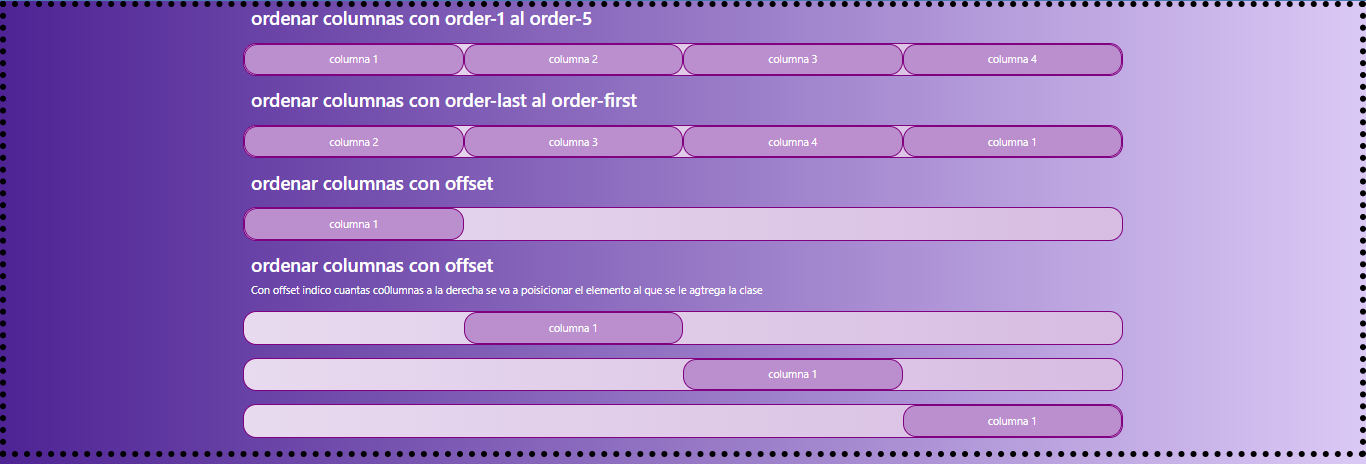 ordenar columnas con order-1 al order-5
columna 1 columna 2 columna 3 columna 4
ordenar columnas con order-last al order-first
columna 2 columna 3 columna 4 columna 1
ordenar columnas con offset
columna 1
ordenar columnas con offset
Con offset indico cuantas co0lumnas a la derecha se va a poisicionar el elemento al que se le agtrega la clase
columna 1
columna 1
columna 1